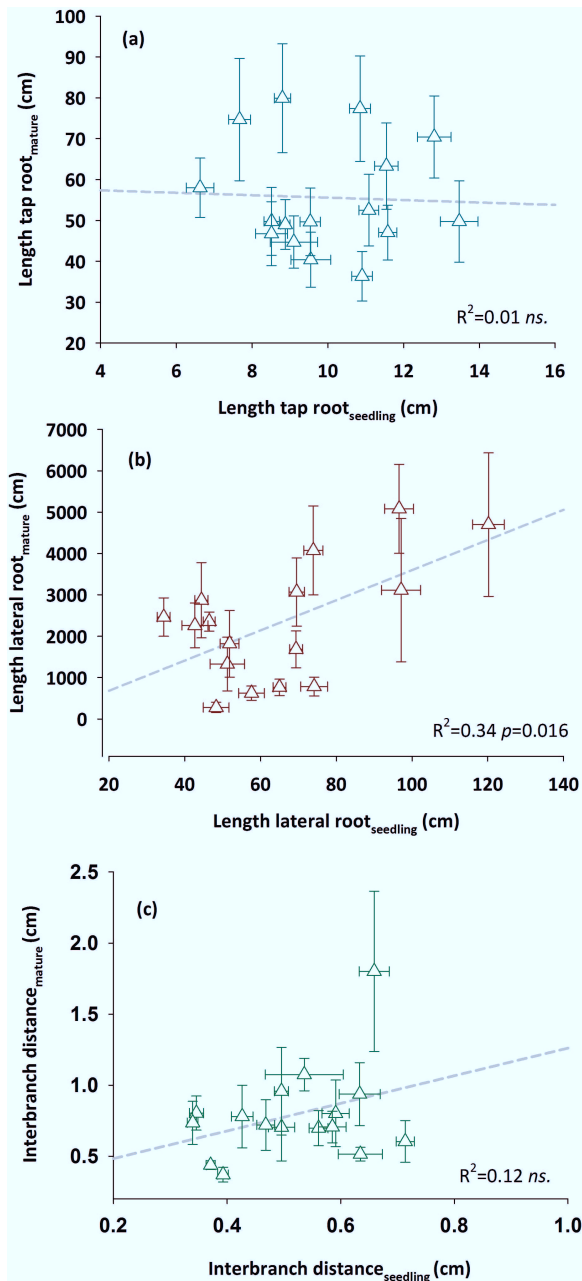 (a)
100
90
80
70
60
50
40
30
20
Length tap root mature (cm)
R²=0.01 ns.
4 6 8 10 12 14 16
Length tap root seedling (cm)
(b)
7000
6000
5000
4000
3000
2000
1000
0
Length lateral root mature (cm)
R²=0.34 p=0.016
20 40 60 80 100 120 140
Length lateral root seedling (cm)
(c)
2.5
2.0
1.5
1.0
0.5
Interbranch distance mature (cm)
R²=0.12 ns.
0.2 0.4 0.6 0.8 1.0
Interbranch distance seedling (cm)